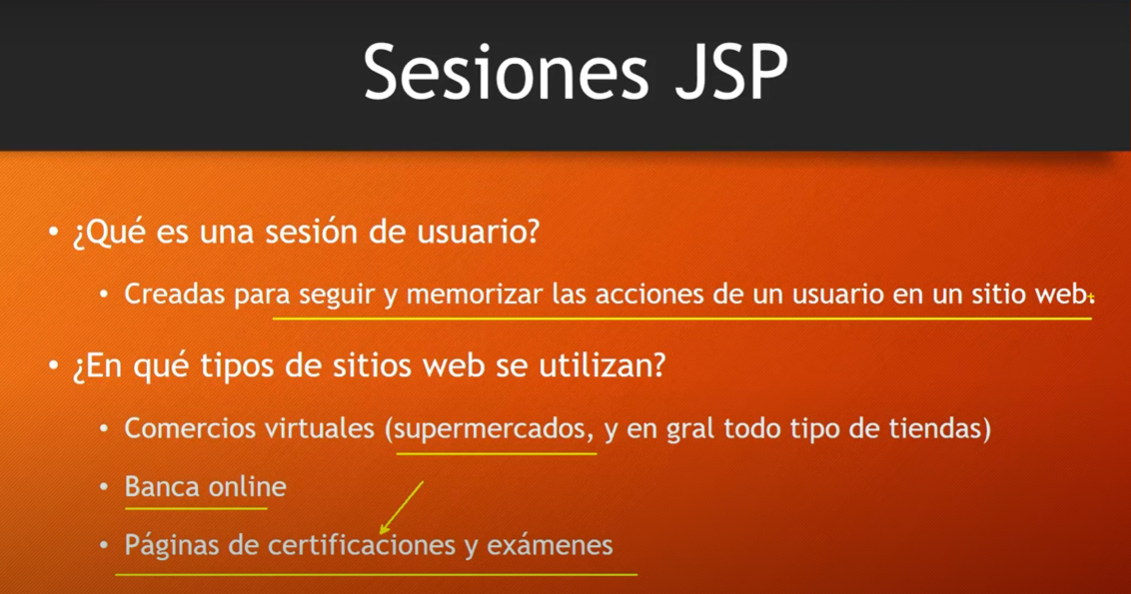 Sesiones JSP
• ¿Qué es una sesión de usuario?
• Creadas para seguir y memorizar las acciones de un usuario en un sitio web.
• ¿En qué tipos de sitios web se utilizan?
• Comercios virtuales (supermercados, y en gral todo tipo de tiendas)
• Banca online
• Páginas de certificaciones y exámenes